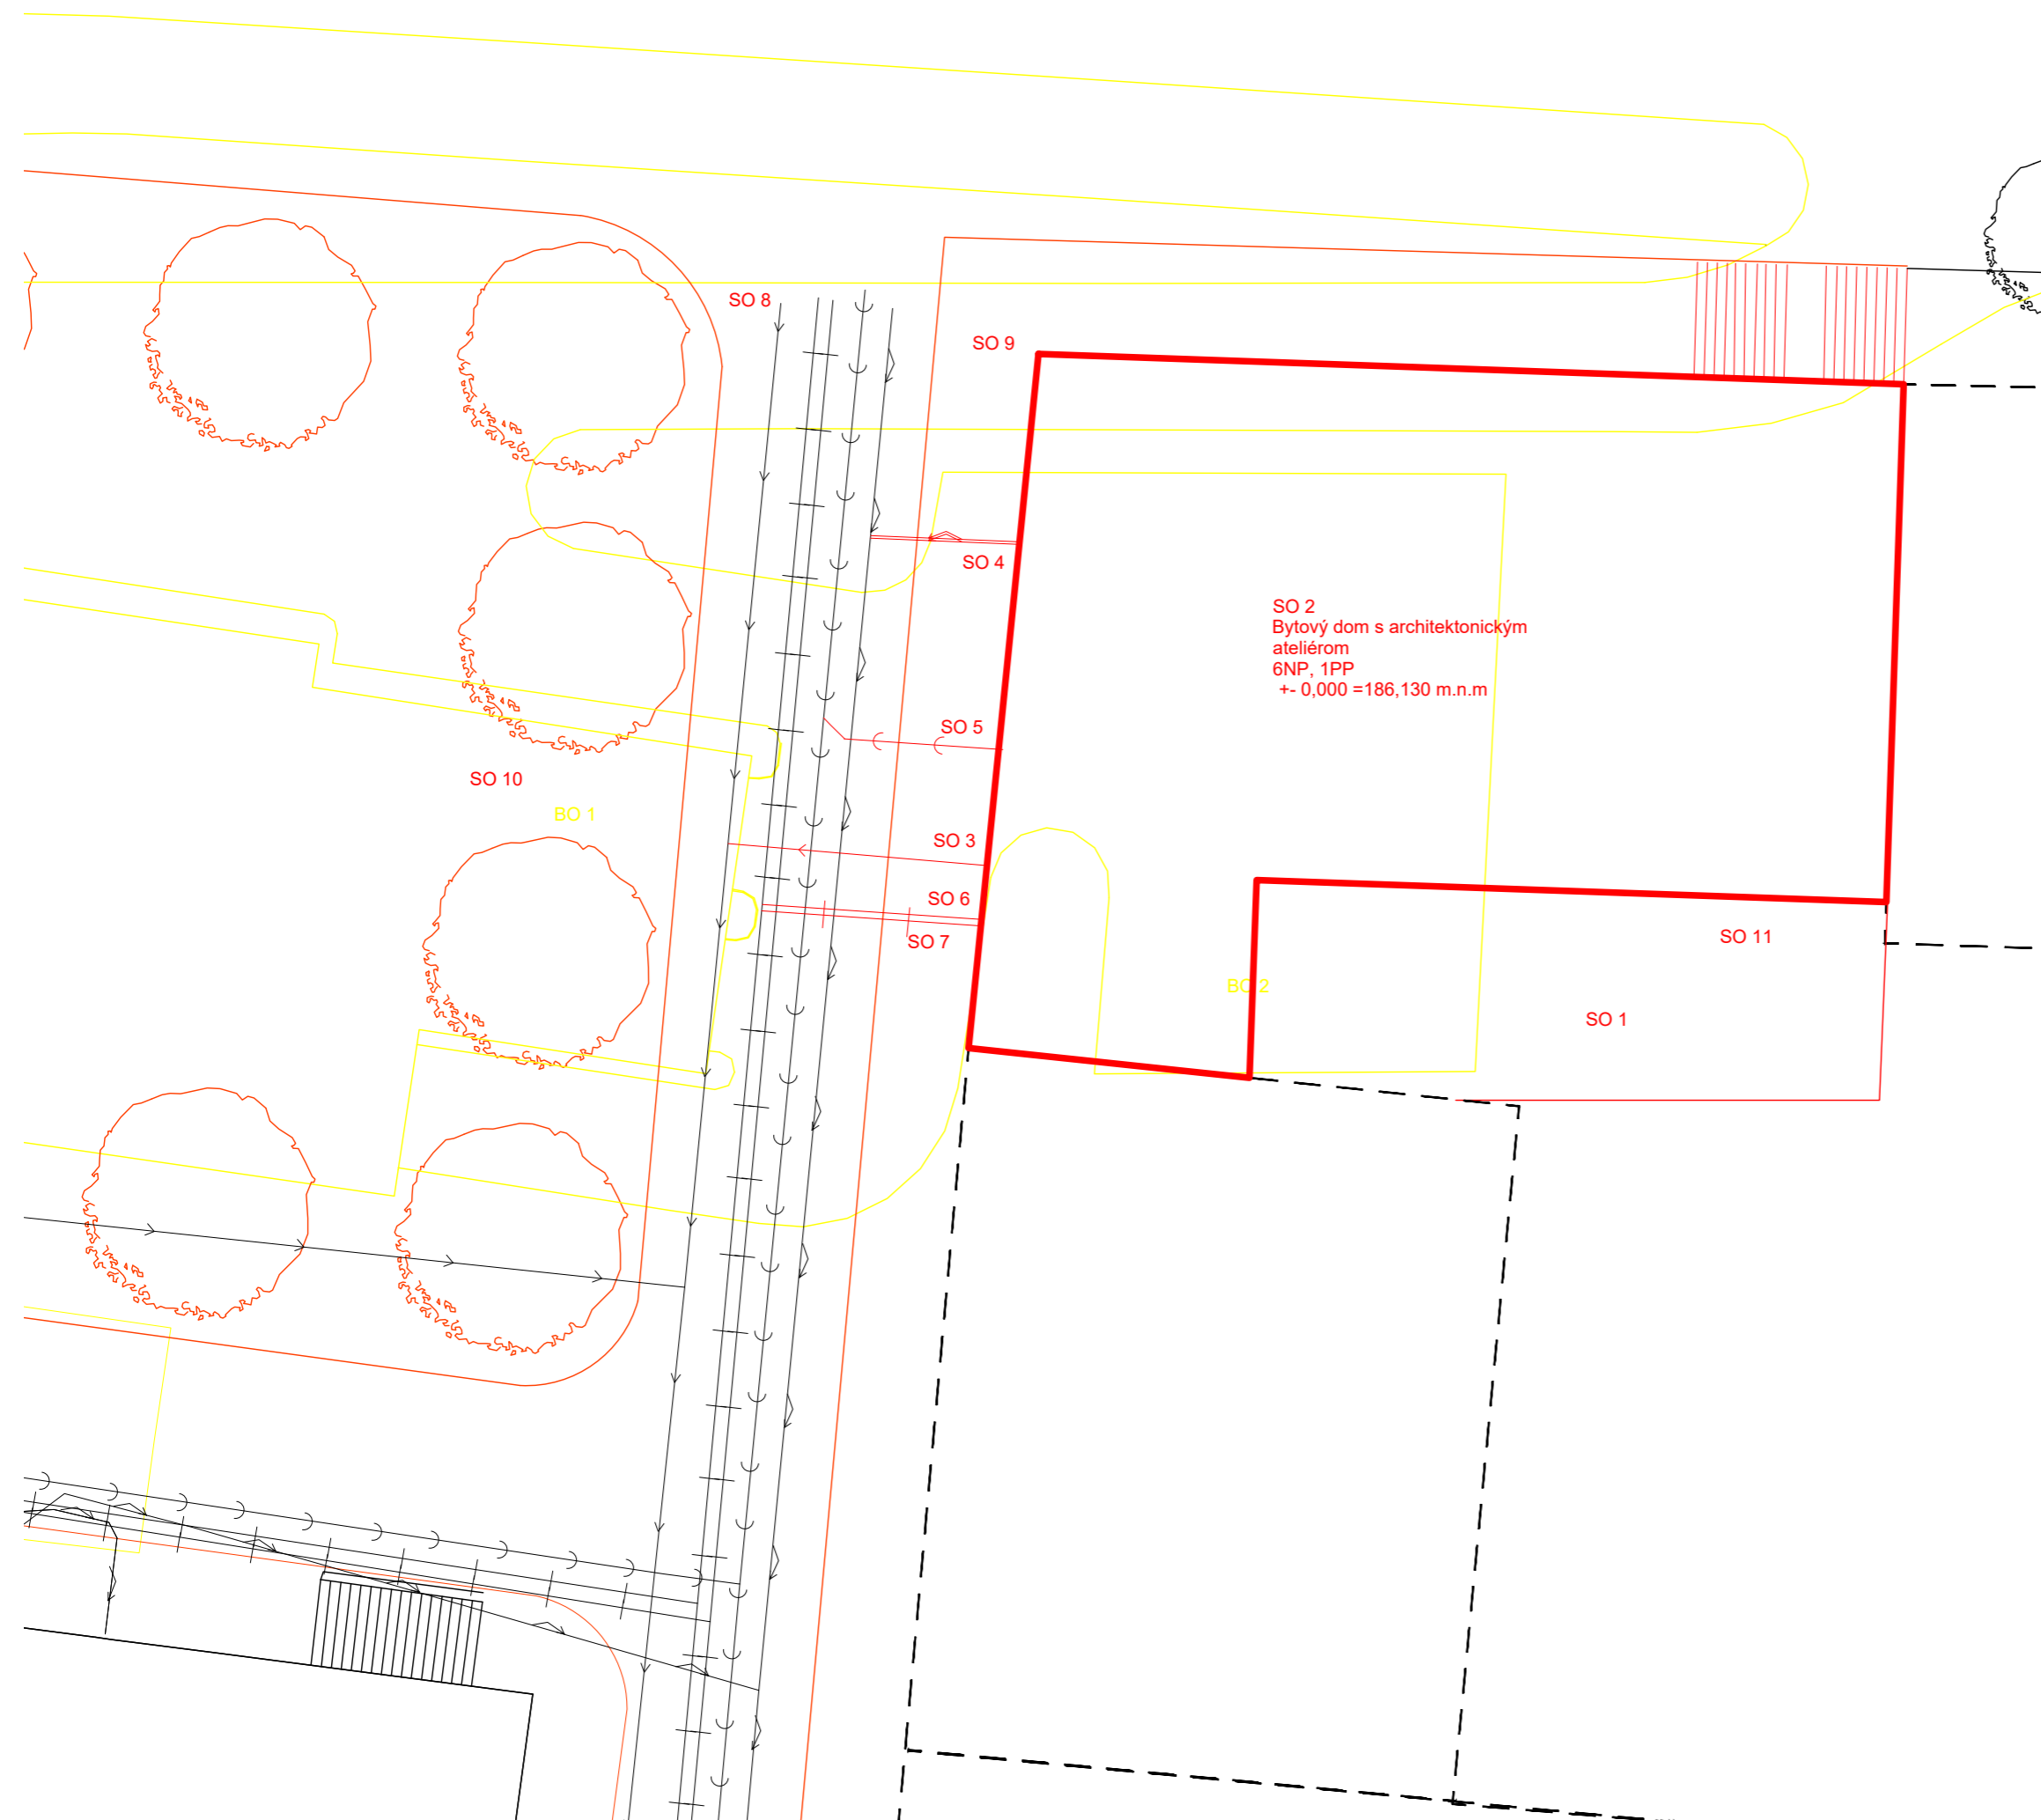 SO 8
SO 9
SO 4
SO 2
Bytový dom s architektonickým
ateliérom
6NP, 1PP
+- 0,000 =186,130 m.n.m
SO 5
SO 10
BO 1
SO 3
SO 6
SO 7
SO 11
BO 2
SO 1